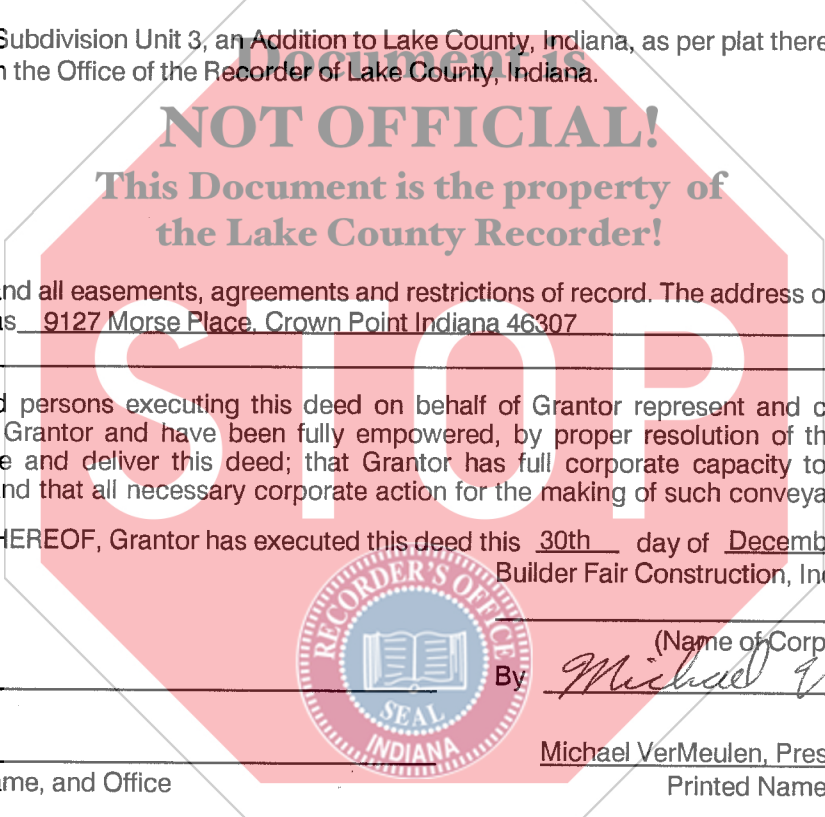 Subdivision Unit 3, an Addition to Lake County, Indiana, as per plat there
n the Office of the Recorder of Lake County, Indiana.
Document is
NOT OFFICIAL!
This Document is the property of
the Lake County Recorder!
nd all easements, agreements and restrictions of record. The address o
s 9127 Morse Place, Crown Point Indiana 46307
STOP
d persons executing this deed on behalf of Grantor represent and c
Grantor and have been fully empowered, by proper resolution of th
e and deliver this deed; that Grantor has full corporate capacity to
nd that all necessary corporate action for the making of such conveya
HEREOF, Grantor has executed this deed this 30th day of Decemb
Builder Fair Construction, Inc
(Name of Corp
By Michael V
RECORDER'S OFFICE
SEAL
INDIANA
Michael VerMeulen, Pres
me, and Office
Printed Name